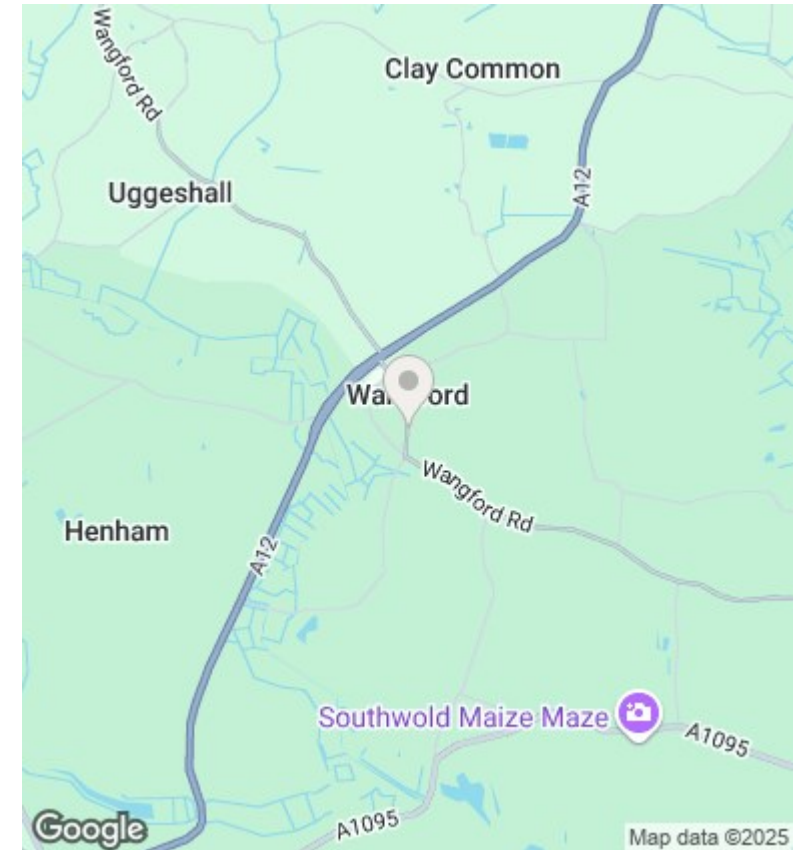 Wangford Rd
Clay Common
Uggeshall
A12
Wangford Rd
Henham
A12
Southwold Maize Maze
A1095
A1095
Google
Map data ©2025